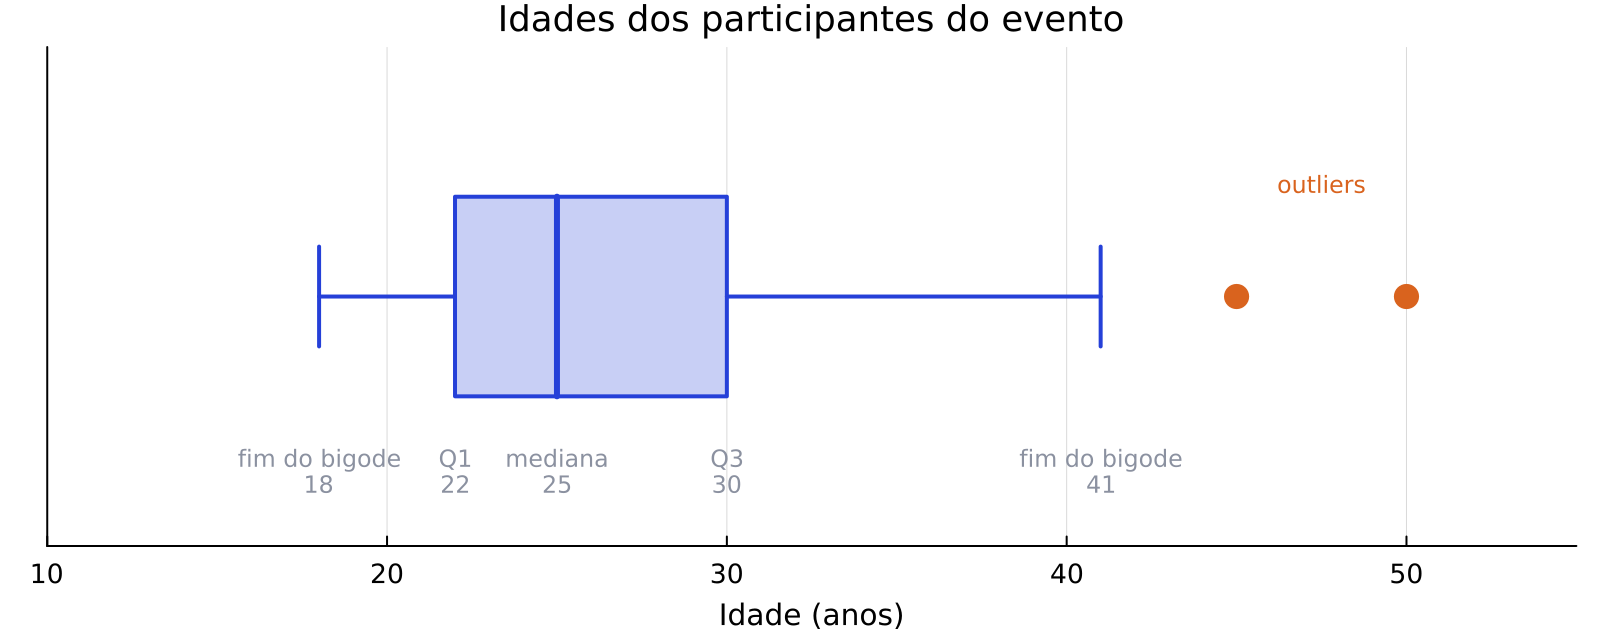 Idades dos participantes do evento
outliers
fim do bigode Q1 mediana Q3 fim do bigode
18 22 25 30 41
10 20 30 40 50
Idade (anos)